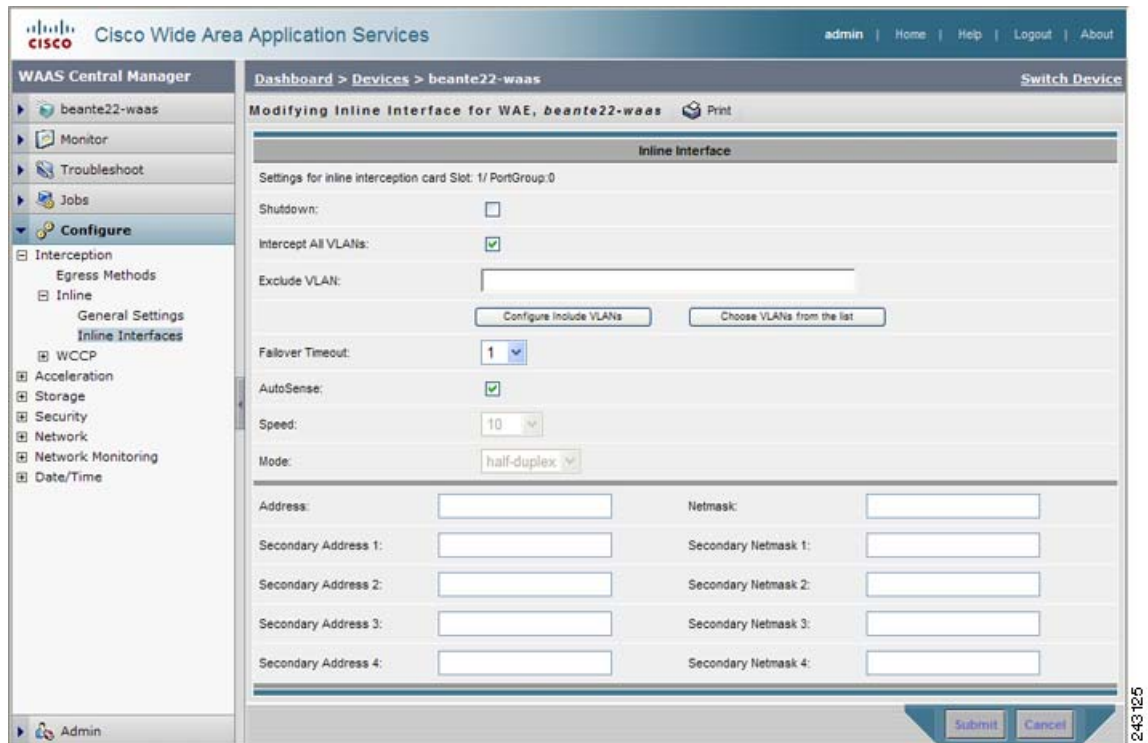 CISCO Cisco Wide Area Application Services
admin | Home | Help | Logout | About
WAAS Central Manager
beante22-waas
Monitor
Troubleshoot
Jobs
Configure
Interception
Egress Methods
Inline
General Settings
Inline Interfaces
WCCP
Acceleration
Storage
Security
Network
Network Monitoring
Date/Time
Admin
Dashboard > Devices > beante22-waas
Switch Device
Modifying Inline Interface for WAE, beante22-waas Print
Inline Interface
Settings for inline interception card Slot: 1/ PortGroup:0
Shutdown:
Intercept All VLANs:
Exclude VLAN:
Configure Include VLANs Choose VLANs from the list
Failover Timeout: 1
AutoSense:
Speed: 10
Mode: half-duplex
Address: Netmask:
Secondary Address 1: Secondary Netmask 1:
Secondary Address 2: Secondary Netmask 2:
Secondary Address 3: Secondary Netmask 3:
Secondary Address 4: Secondary Netmask 4:
Submit Cancel
243125